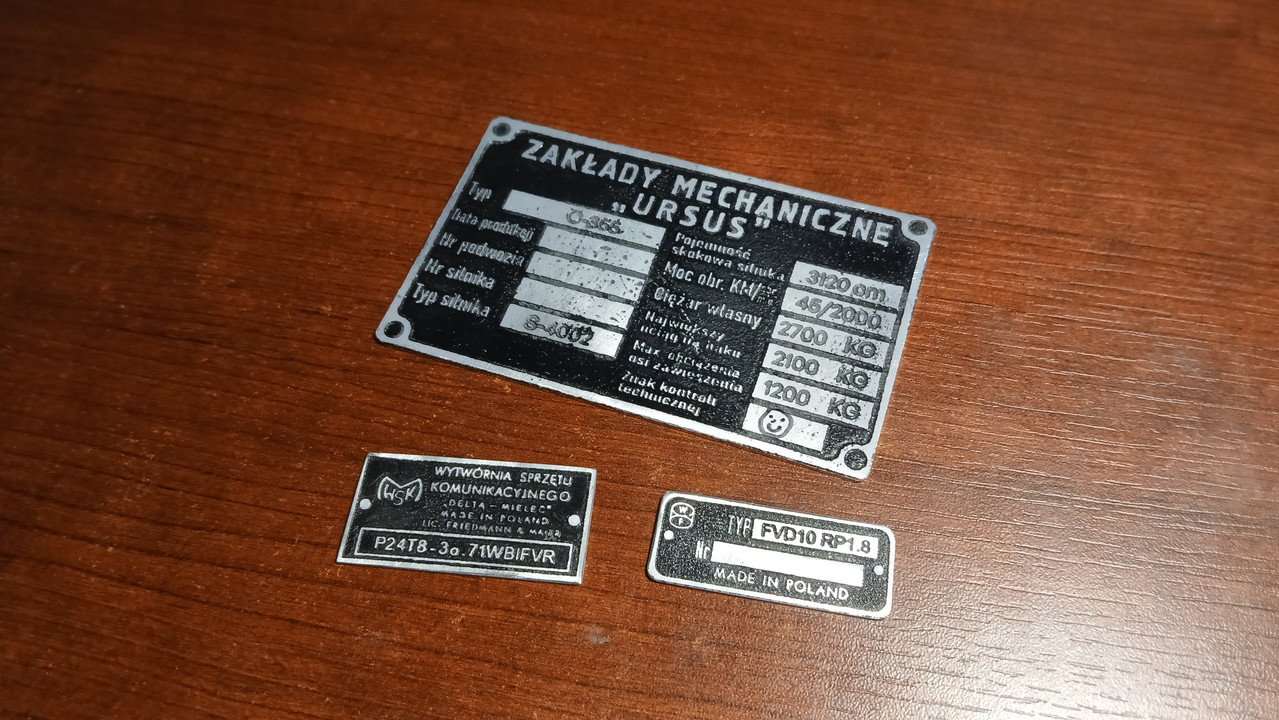 ZAKŁADY MECHANICZNE
„URSUS”
Typ
Data produkcji
Nr podwozia
Nr silnika
Typ silnika S-4002
Pojemność
skokowa silnika 3120 cm
Moc obr. KM/ 46/2000
Ciężar własny 2700 KG
Największy
uciąg na haku 2100 KG
Max obciążenia
osi zawieszenia 1200 KG
Znak kontroli
technicznej
WSK
WYTWÓRNIA SPRZĘTU
KOMUNIKACYJNEGO
"DELTA - MIELEC"
MADE IN POLAND
LIC. FRIEDMANN & MAIER
P24T8-3a.71WBIFVR
TYP FVD10 RP1.8
Nr
MADE IN POLAND